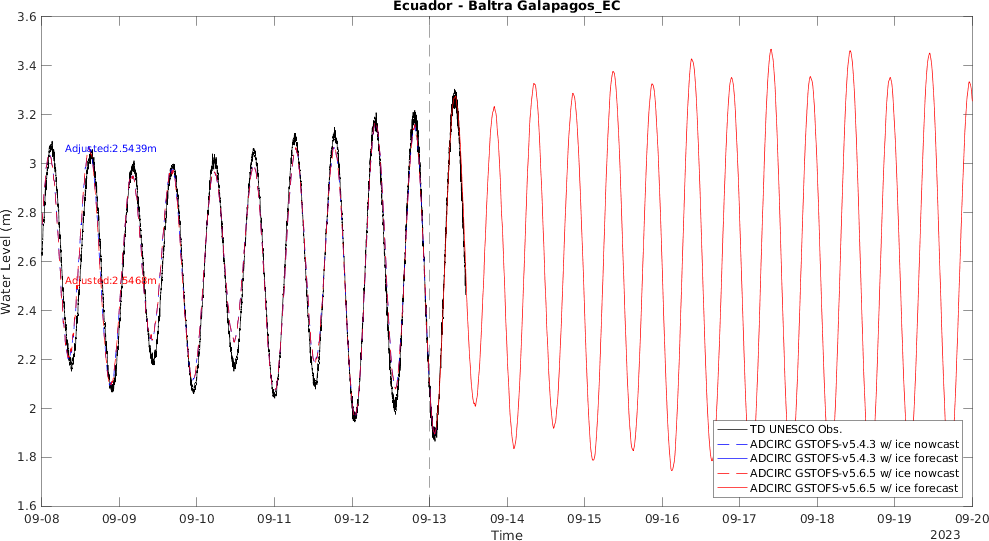 Ecuador - Baltra Galapagos_EC
3.6
3.4
3.2
3
2.8
2.6
2.4
2.2
2
1.8
1.6
Water Level (m)
Adjusted:2.5439m
Adjusted:2.5468m
TD UNESCO Obs.
ADCIRC GSTOFS-v5.4.3 w/ ice nowcast
ADCIRC GSTOFS-v5.4.3 w/ ice forecast
ADCIRC GSTOFS-v5.6.5 w/ ice nowcast
ADCIRC GSTOFS-v5.6.5 w/ ice forecast
09-08 09-09 09-10 09-11 09-12 09-13 09-14 09-15 09-16 09-17 09-18 09-19 09-20
Time
2023